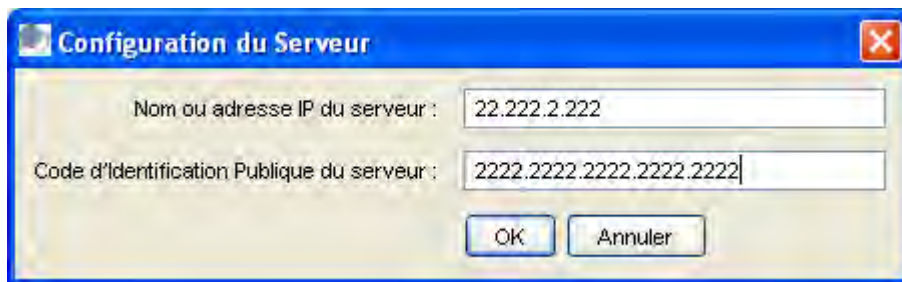 Configuration du Serveur
Nom ou adresse IP du serveur : 22.222.2.222
Code d'Identification Publique du serveur : 2222.2222.2222.2222.2222
OK Annuler